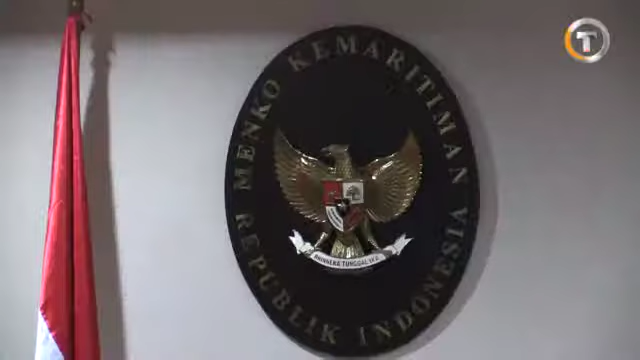 MENKO KEMARITIMAN
REPUBLIK INDONESIA
BHINNEKA TUNGGAL IKA
T